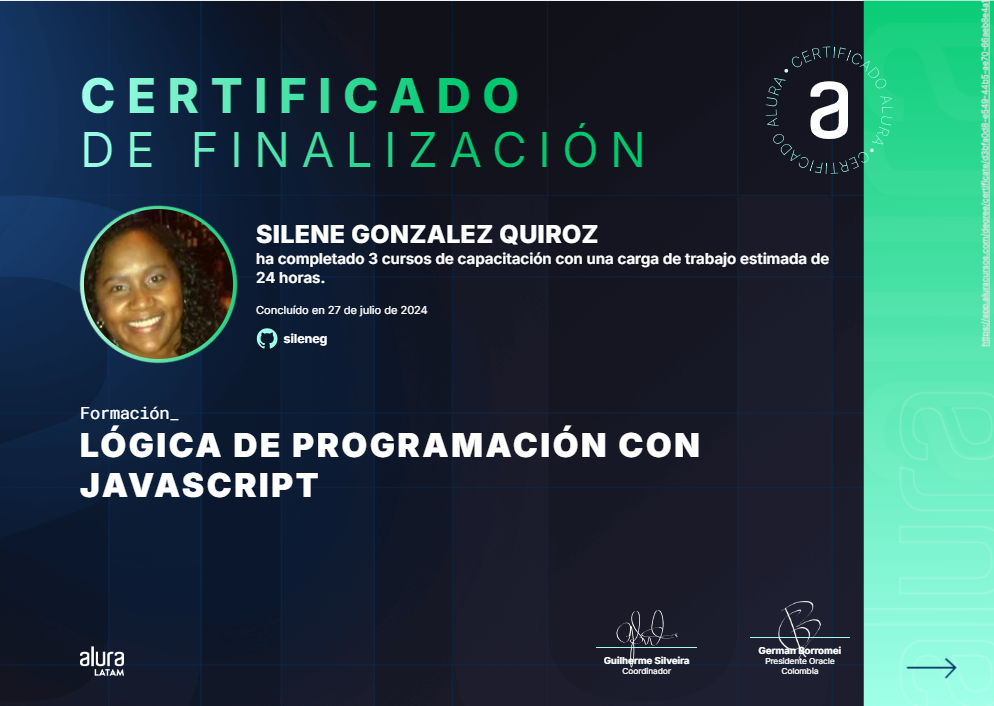 CERTIFICADO
DE FINALIZACIÓN
CERTIFICADO ALURA • CERTIFICADO ALURA •
a
SILENE GONZALEZ QUIROZ
ha completado 3 cursos de capacitación con una carga de trabajo estimada de
24 horas.
Concluído en 27 de julio de 2024
sileneg
Formación_
LÓGICA DE PROGRAMACIÓN CON
JAVASCRIPT
alura
LATAM
Guilherme Silveira
Coordinador
German Borromei
Presidente Oracle
Colombia
alura